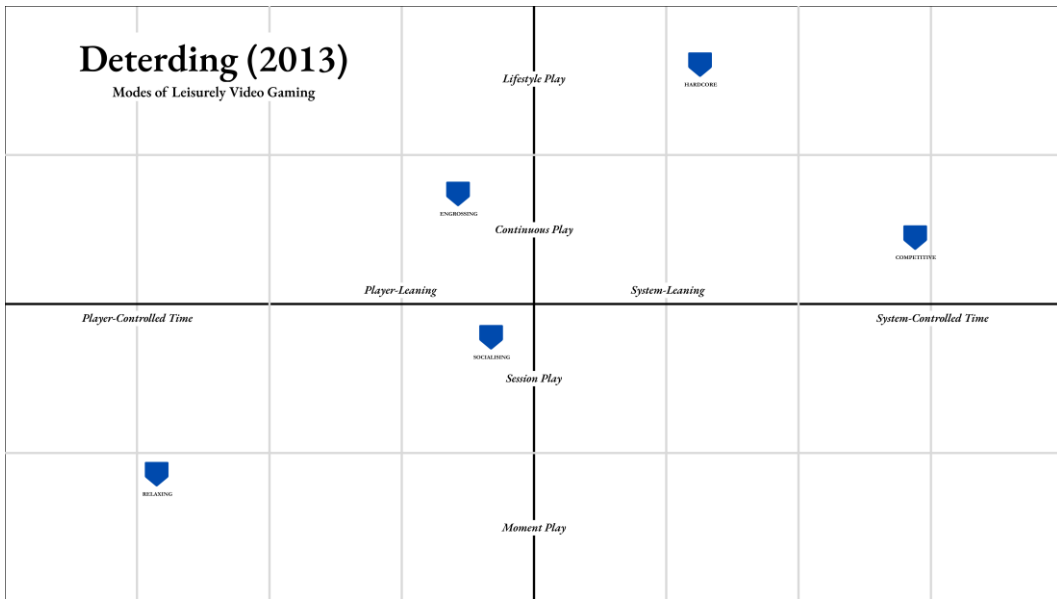 Deterding (2013)
Modes of Leisurely Video Gaming
Lifestyle Play
HARDCORE
ENGROSSING
Continuous Play
COMPETITIVE
Player-Leaning
System-Leaning
Player-Controlled Time
System-Controlled Time
SOCIALISING
Session Play
RELAXING
Moment Play